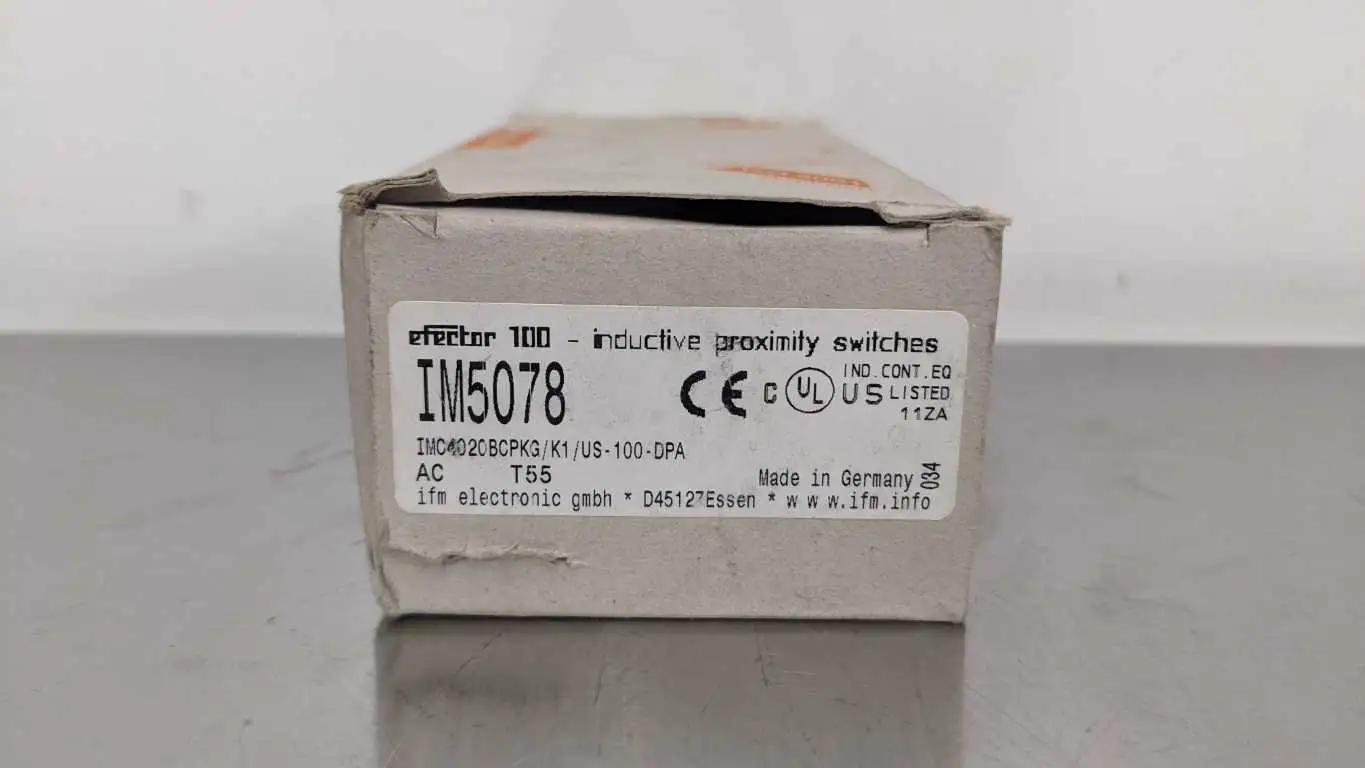 efector 100 - inductive proximity switches
IM5078
CE C UL US IND.CONT.EQ
LISTED
11ZA
IMC4020BCPKG/K1/US-100-DPA
AC T55
Made in Germany 034
ifm electronic gmbh * D45127Essen * w w w.ifm.info